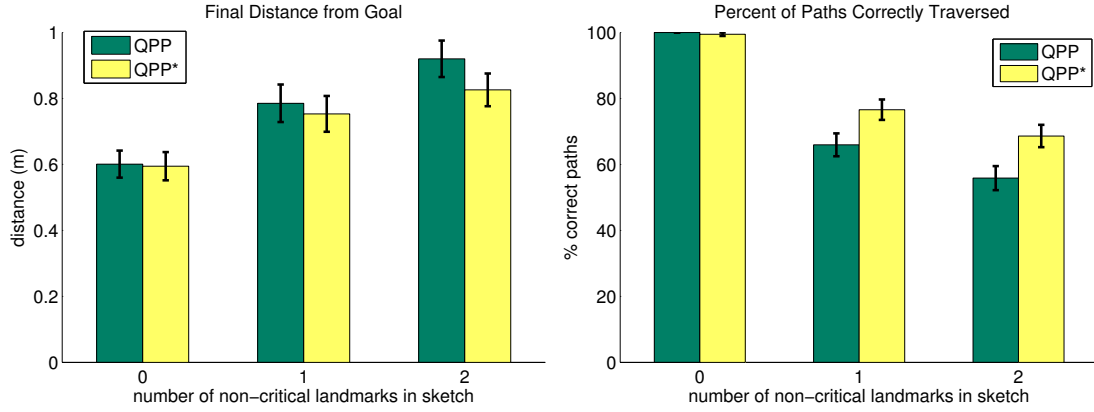 Final Distance from Goal
1
0.8
0.6
0.4
0.2
0
distance (m)
QPP
QPP*
0
1
2
number of non−critical landmarks in sketch
Percent of Paths Correctly Traversed
100
80
60
40
20
0
% correct paths
QPP
QPP*
0
1
2
number of non−critical landmarks in sketch